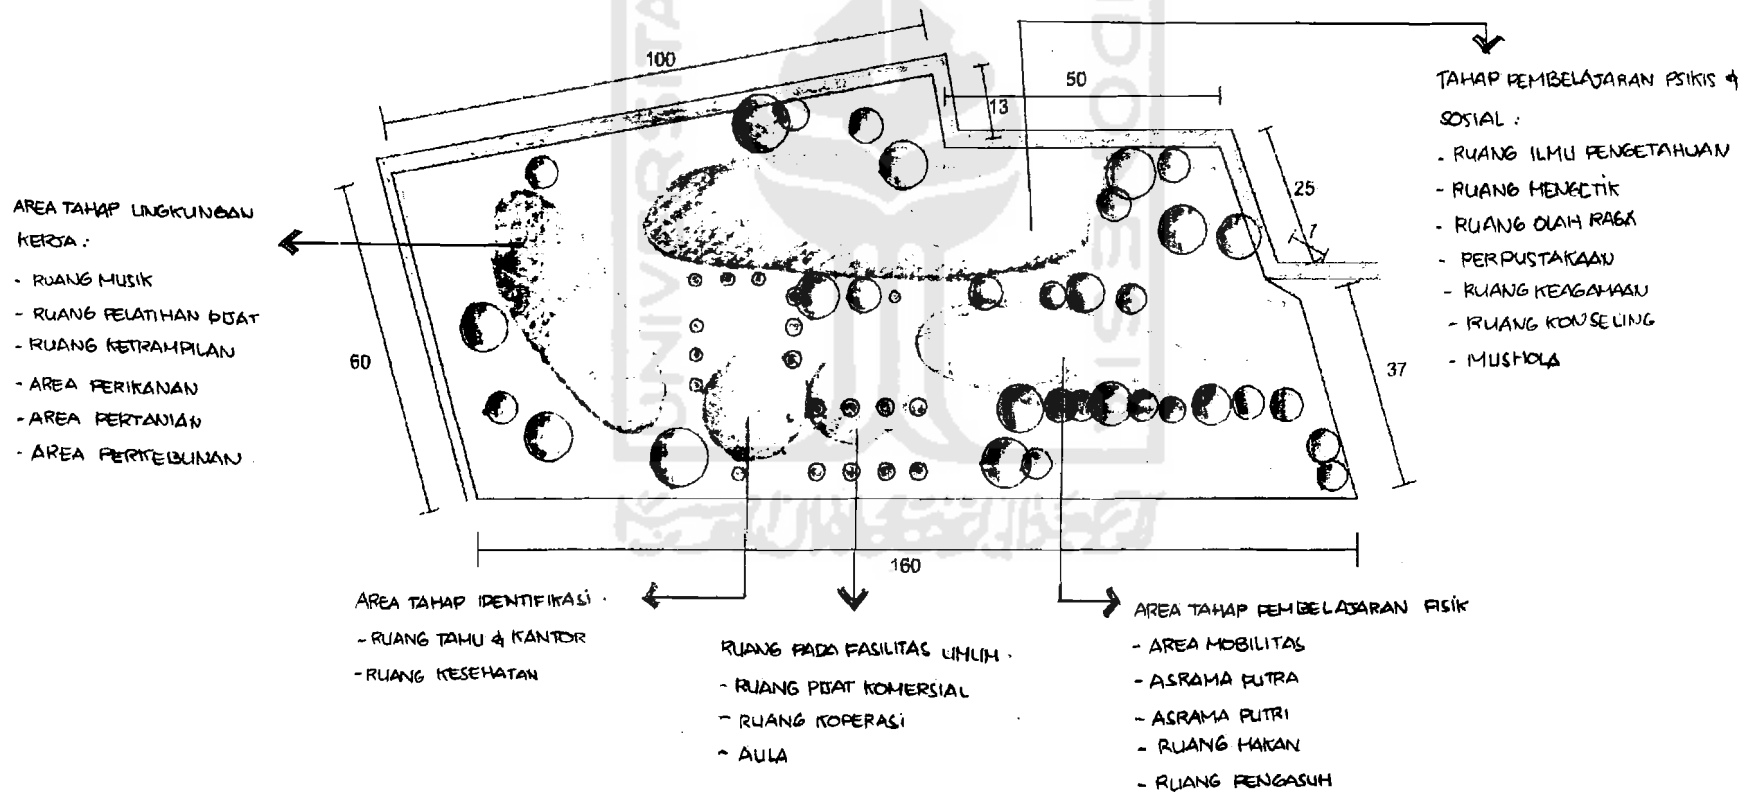 100
50
13
25
7
60
37
160
TAHAP PEMBELAJARAN PSIKIS &
SOSIAL :
. RUANG ILMU PENGETAHUAN
- RUANG MENGETIK
- RUANG OLAH RAGA
- PERPUSTAKAAN
- RUANG KEAGAMAAN
- RUANG KONSELING
- MUSHOLA
AREA TAHAP LINGKUNGAN
KERJA :
- RUANG MUSIK
- RUANG PELATIHAN PIJAT
- RUANG KETRAMPILAN
- AREA PERIKANAN
- AREA PERTANIAN
- AREA PERKEBUNAN
AREA TAHAP IDENTIFIKASI .
- RUANG TAMU & KANTOR
- RUANG KESEHATAN
RUANG PADA FASILITAS UMUM .
- RUANG PIJAT KOMERSIAL
- RUANG KOPERASI
- AULA
AREA TAHAP PEMBELAJARAN FISIK
- AREA MOBILITAS
- ASRAMA PUTRA
- ASRAMA PUTRI
- RUANG MAKAN
- RUANG PENGASUH
UNIVERSITA